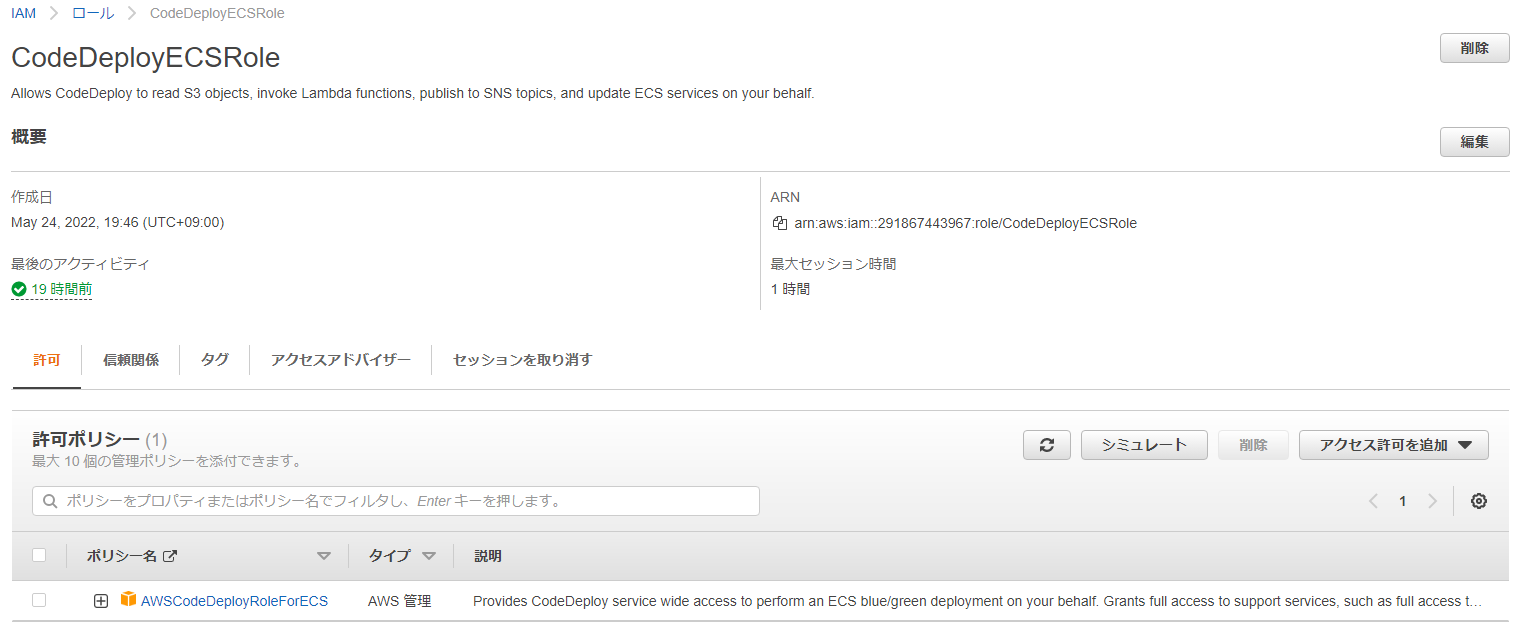 IAM > ロール > CodeDeployECSRole
CodeDeployECSRole
削除
Allows CodeDeploy to read S3 objects, invoke Lambda functions, publish to SNS topics, and update ECS services on your behalf.
概要
編集
作成日
May 24, 2022, 19:46 (UTC+09:00)
ARN
arn:aws:iam::291867443967:role/CodeDeployECSRole
最後のアクティビティ
19 時間前
最大セッション時間
1 時間
許可 信頼関係 タグ アクセスアドバイザー セッションを取り消す
許可ポリシー (1)
最大 10 個の管理ポリシーを添付できます。
シミュレート 削除 アクセス許可を追加
ポリシーをプロパティまたはポリシー名でフィルタし、Enter キーを押します。
1
ポリシー名 タイプ 説明
AWSCodeDeployRoleForECS AWS 管理 Provides CodeDeploy service wide access to perform an ECS blue/green deployment on your behalf. Grants full access to support services, such as full access t...